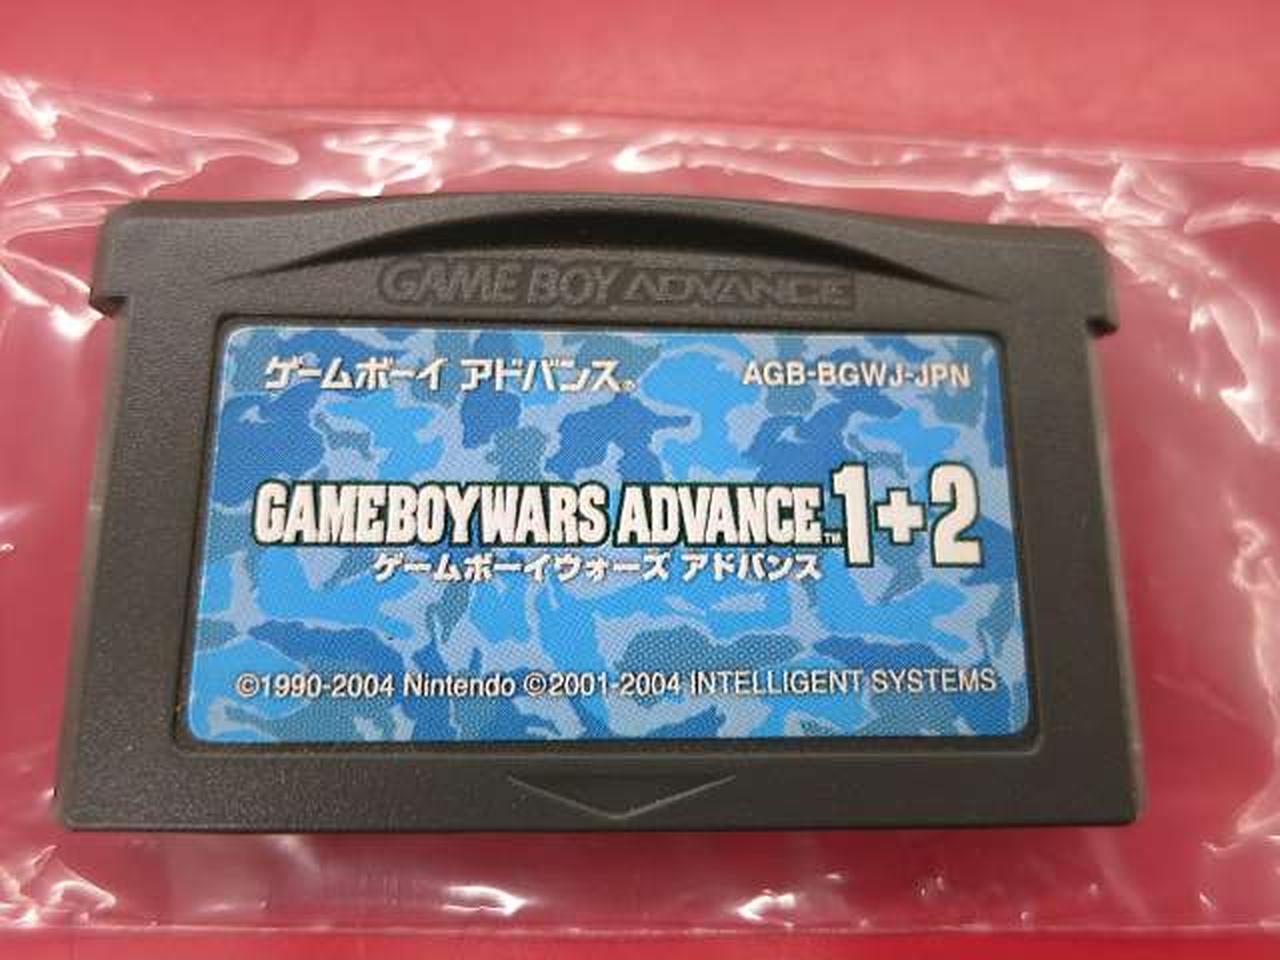 GAME BOY ADVANCE
ゲームボーイ アドバンス® AGB-BGWJ-JPN
GAMEBOYWARS ADVANCE™ 1+2
ゲームボーイウォーズ アドバンス
©1990-2004 Nintendo ©2001-2004 INTELLIGENT SYSTEMS